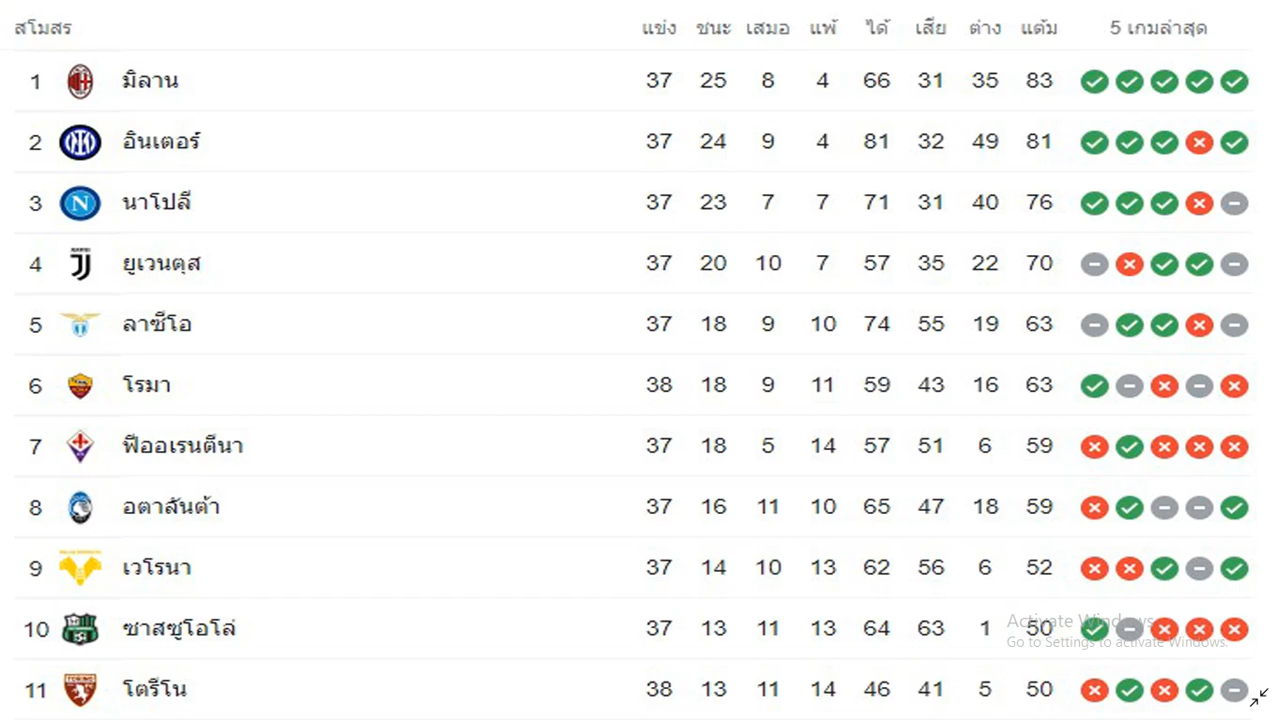 สโมสร แข่ง ชนะ เสมอ แพ้ ได้ เสีย ต่าง แต้ม 5 เกมล่าสุด
1 มิลาน 37 25 8 4 66 31 35 83
2 อินเตอร์ 37 24 9 4 81 32 49 81
3 N นาโปลี 37 23 7 7 71 31 40 76
4 ยูเวนตุส 37 20 10 7 57 35 22 70
5 ลาซิโอ 37 18 9 10 74 55 19 63
6 โรมา 38 18 9 11 59 43 16 63
7 ฟิออเรนตินา 37 18 5 14 57 51 6 59
8 อตาลันต้า 37 16 11 10 65 47 18 59
9 เวโรนา 37 14 10 13 62 56 6 52
10 ซาสซูโอโล่ 37 13 11 13 64 63 1 50
Activate Windows
Go to Settings to activate Windows.
11 TORINO โตริโน 38 13 11 14 46 41 5 50